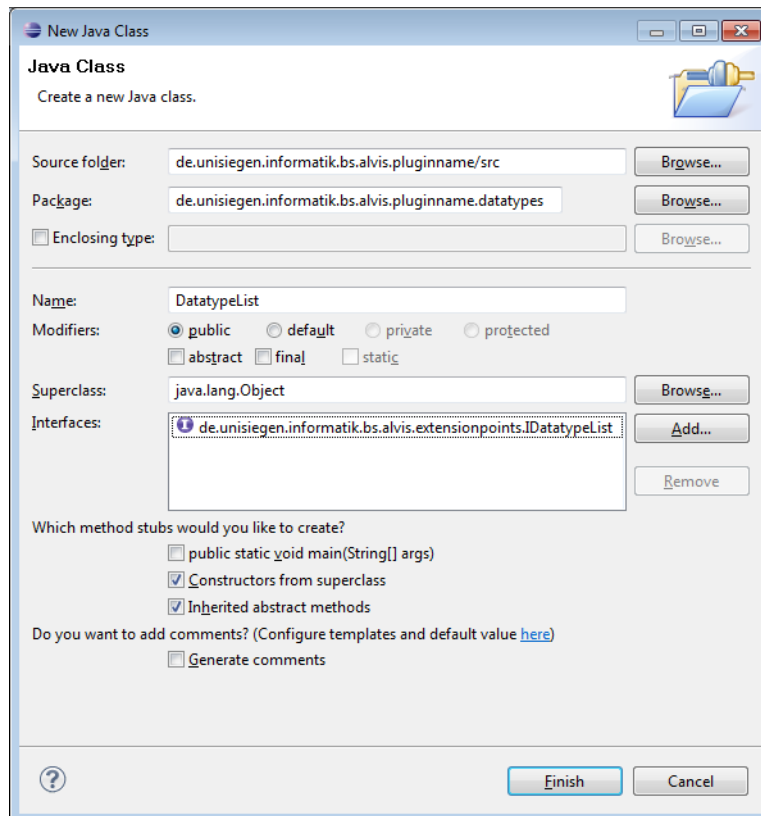 New Java Class
Java Class
Create a new Java class.
Source folder: de.unisiegen.informatik.bs.alvis.pluginname/src Browse...
Package: de.unisiegen.informatik.bs.alvis.pluginname.datatypes Browse...
Enclosing type: Browse...
Name: DatatypeList
Modifiers: public default private protected
abstract final static
Superclass: java.lang.Object Browse...
Interfaces: I de.unisiegen.informatik.bs.alvis.extensionpoints.IDatatypeList Add...
Remove
Which method stubs would you like to create?
public static void main(String[] args)
Constructors from superclass
Inherited abstract methods
Do you want to add comments? (Configure templates and default value here)
Generate comments
? Finish Cancel